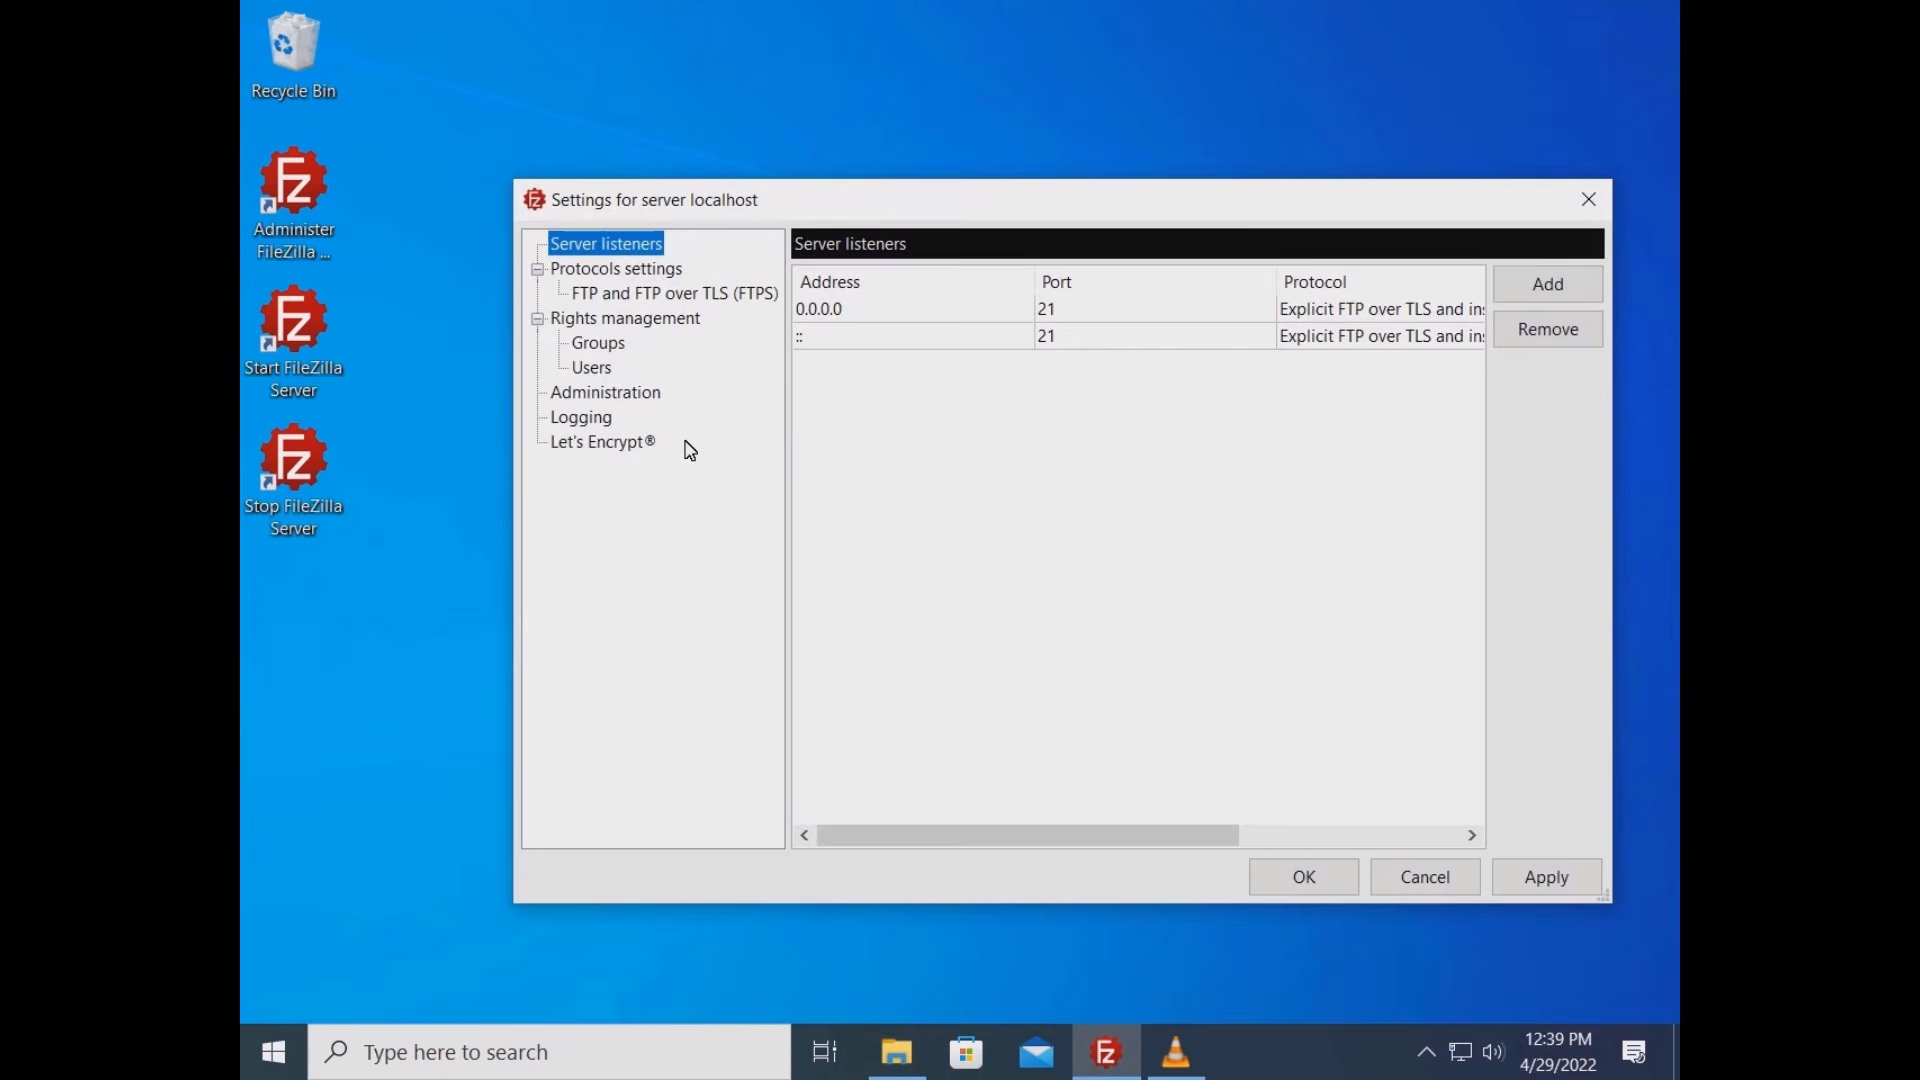 Recycle Bin
Administer
FileZilla ...
Start FileZilla
Server
Stop FileZilla
Server
Settings for server localhost
Server listeners
Protocols settings
FTP and FTP over TLS (FTPS)
Rights management
Groups
Users
Administration
Logging
Let's Encrypt®
Server listeners
Address Port Protocol
0.0.0.0 21 Explicit FTP over TLS and in
:: 21 Explicit FTP over TLS and in
Add
Remove
OK Cancel Apply
Type here to search
12:39 PM
4/29/2022